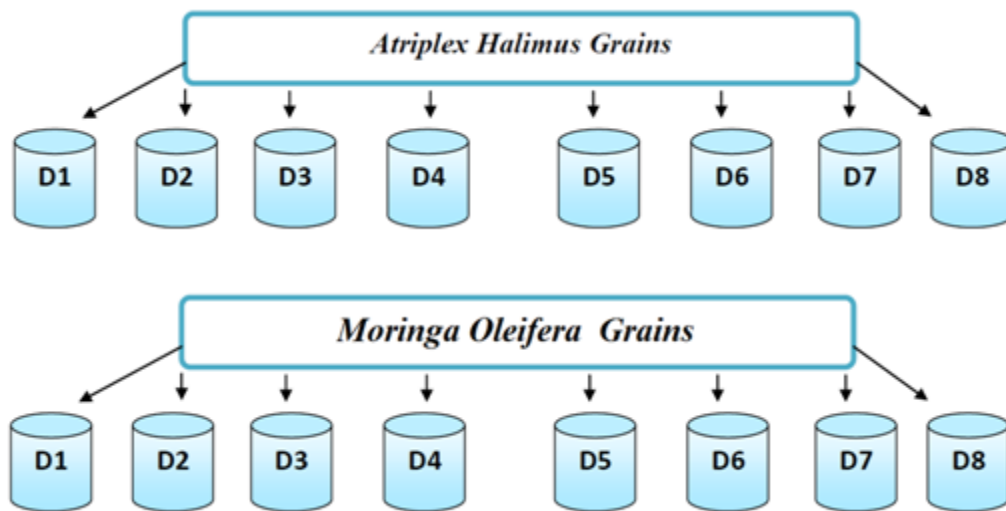 Atriplex Halimus Grains
D1 D2 D3 D4 D5 D6 D7 D8
Moringa Oleifera Grains
D1 D2 D3 D4 D5 D6 D7 D8